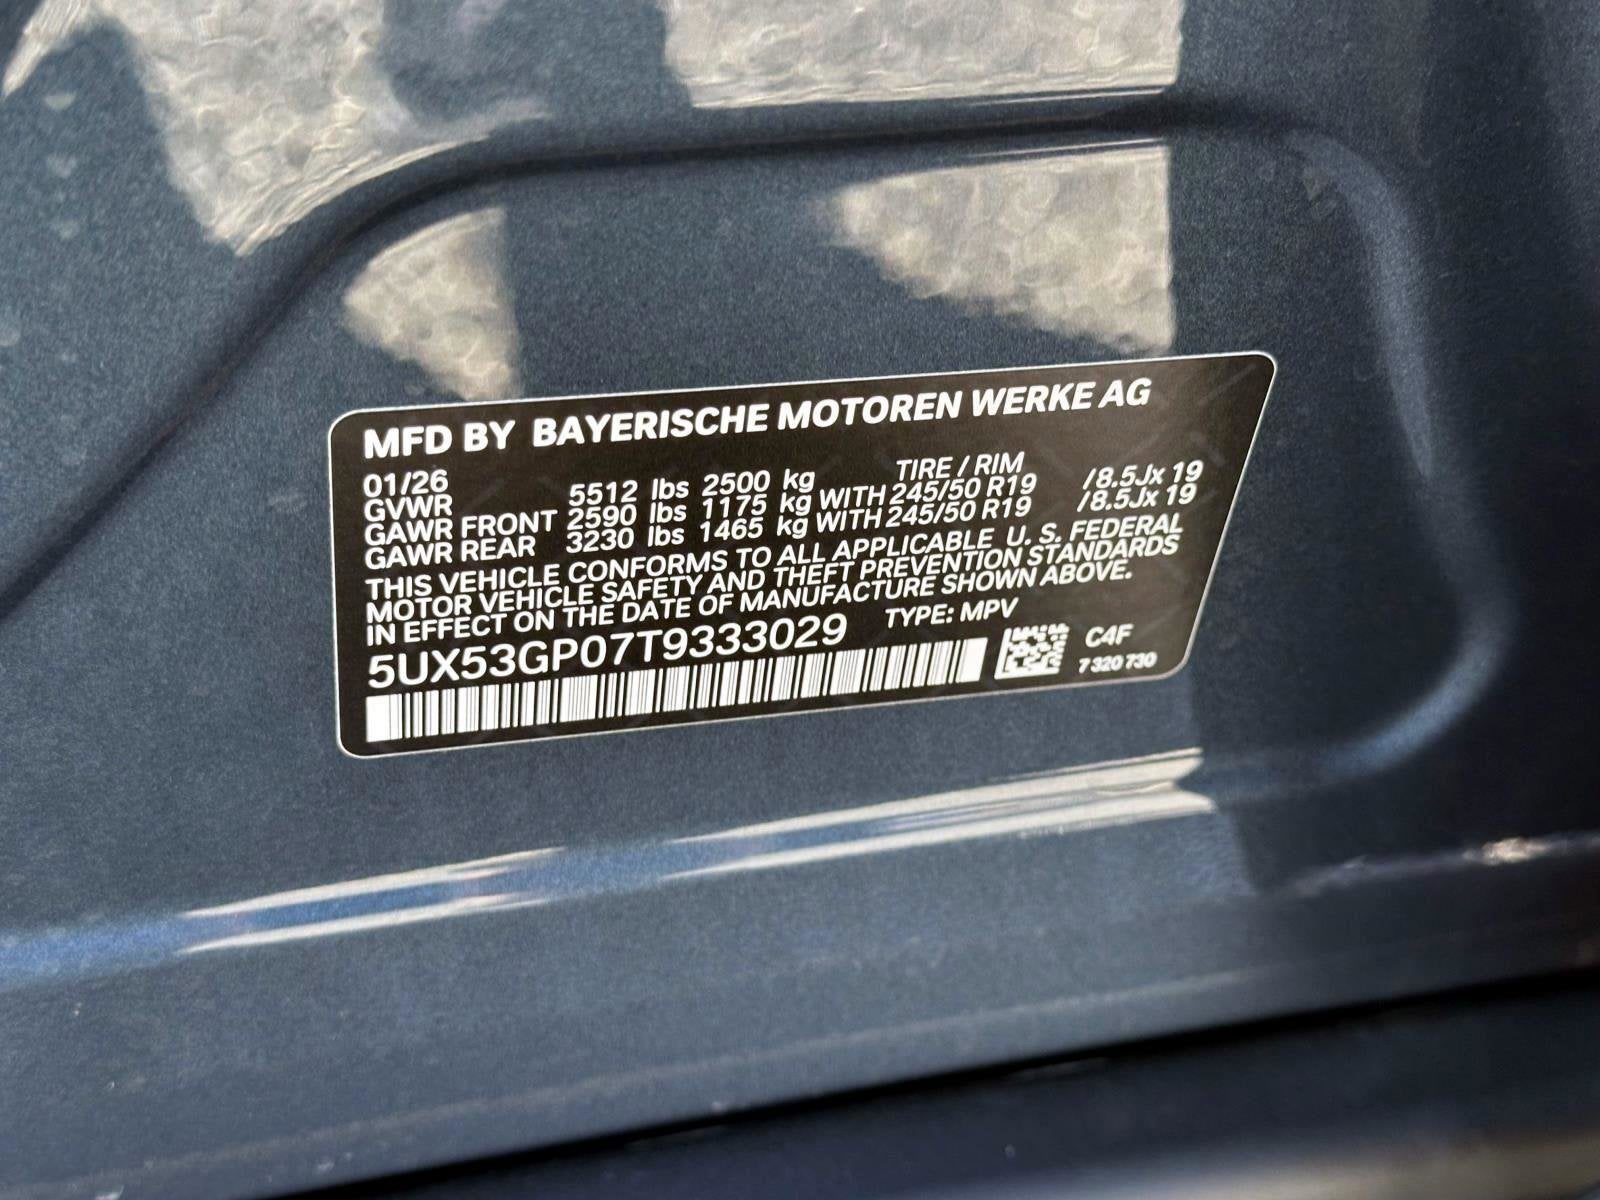 MFD BY BAYERISCHE MOTOREN WERKE AG
01/26 TIRE / RIM
GVWR 5512 lbs 2500 kg
GAWR FRONT 2590 lbs 1175 kg WITH 245/50 R19 /8.5Jx 19
GAWR REAR 3230 lbs 1465 kg WITH 245/50 R19 /8.5Jx 19
THIS VEHICLE CONFORMS TO ALL APPLICABLE U. S. FEDERAL
MOTOR VEHICLE SAFETY AND THEFT PREVENTION STANDARDS
IN EFFECT ON THE DATE OF MANUFACTURE SHOWN ABOVE.
5UX53GP07T9333029 TYPE: MPV
C4F
7 320 730